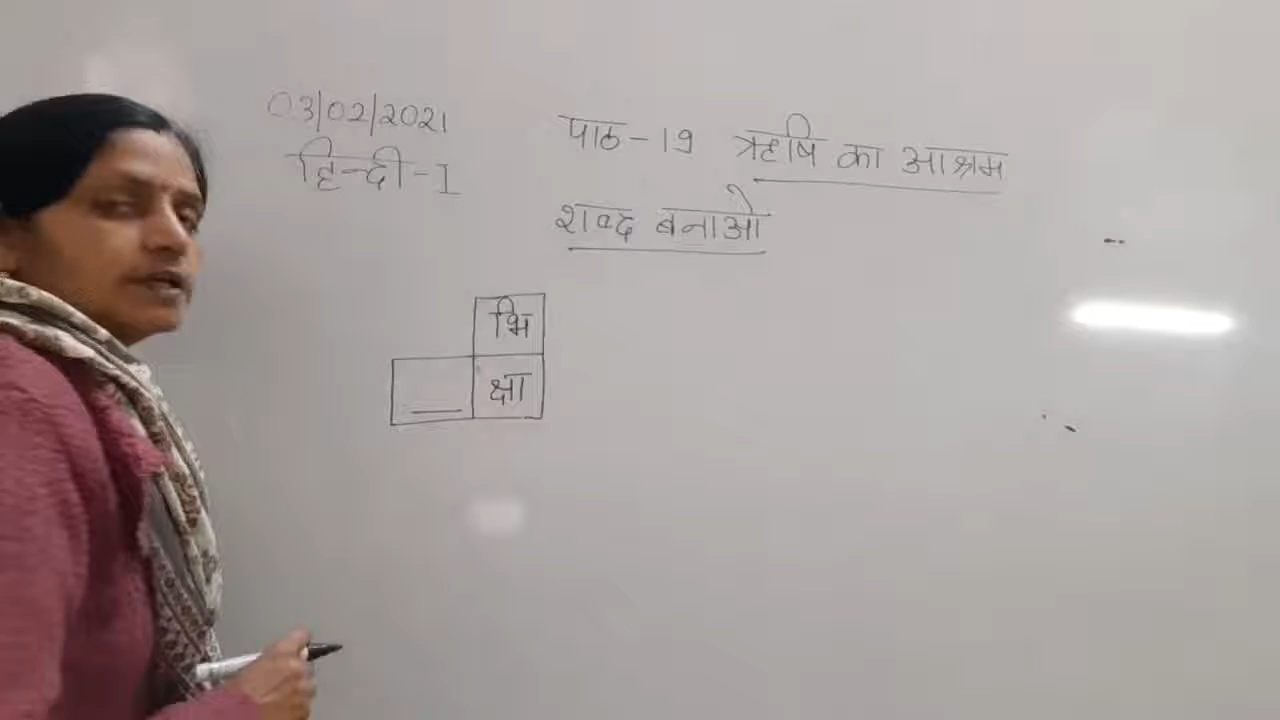 03/02/2021
हिन्दी-I
पाठ-19 ऋषि का आश्रम
शब्द बनाओ
भि
क्षा